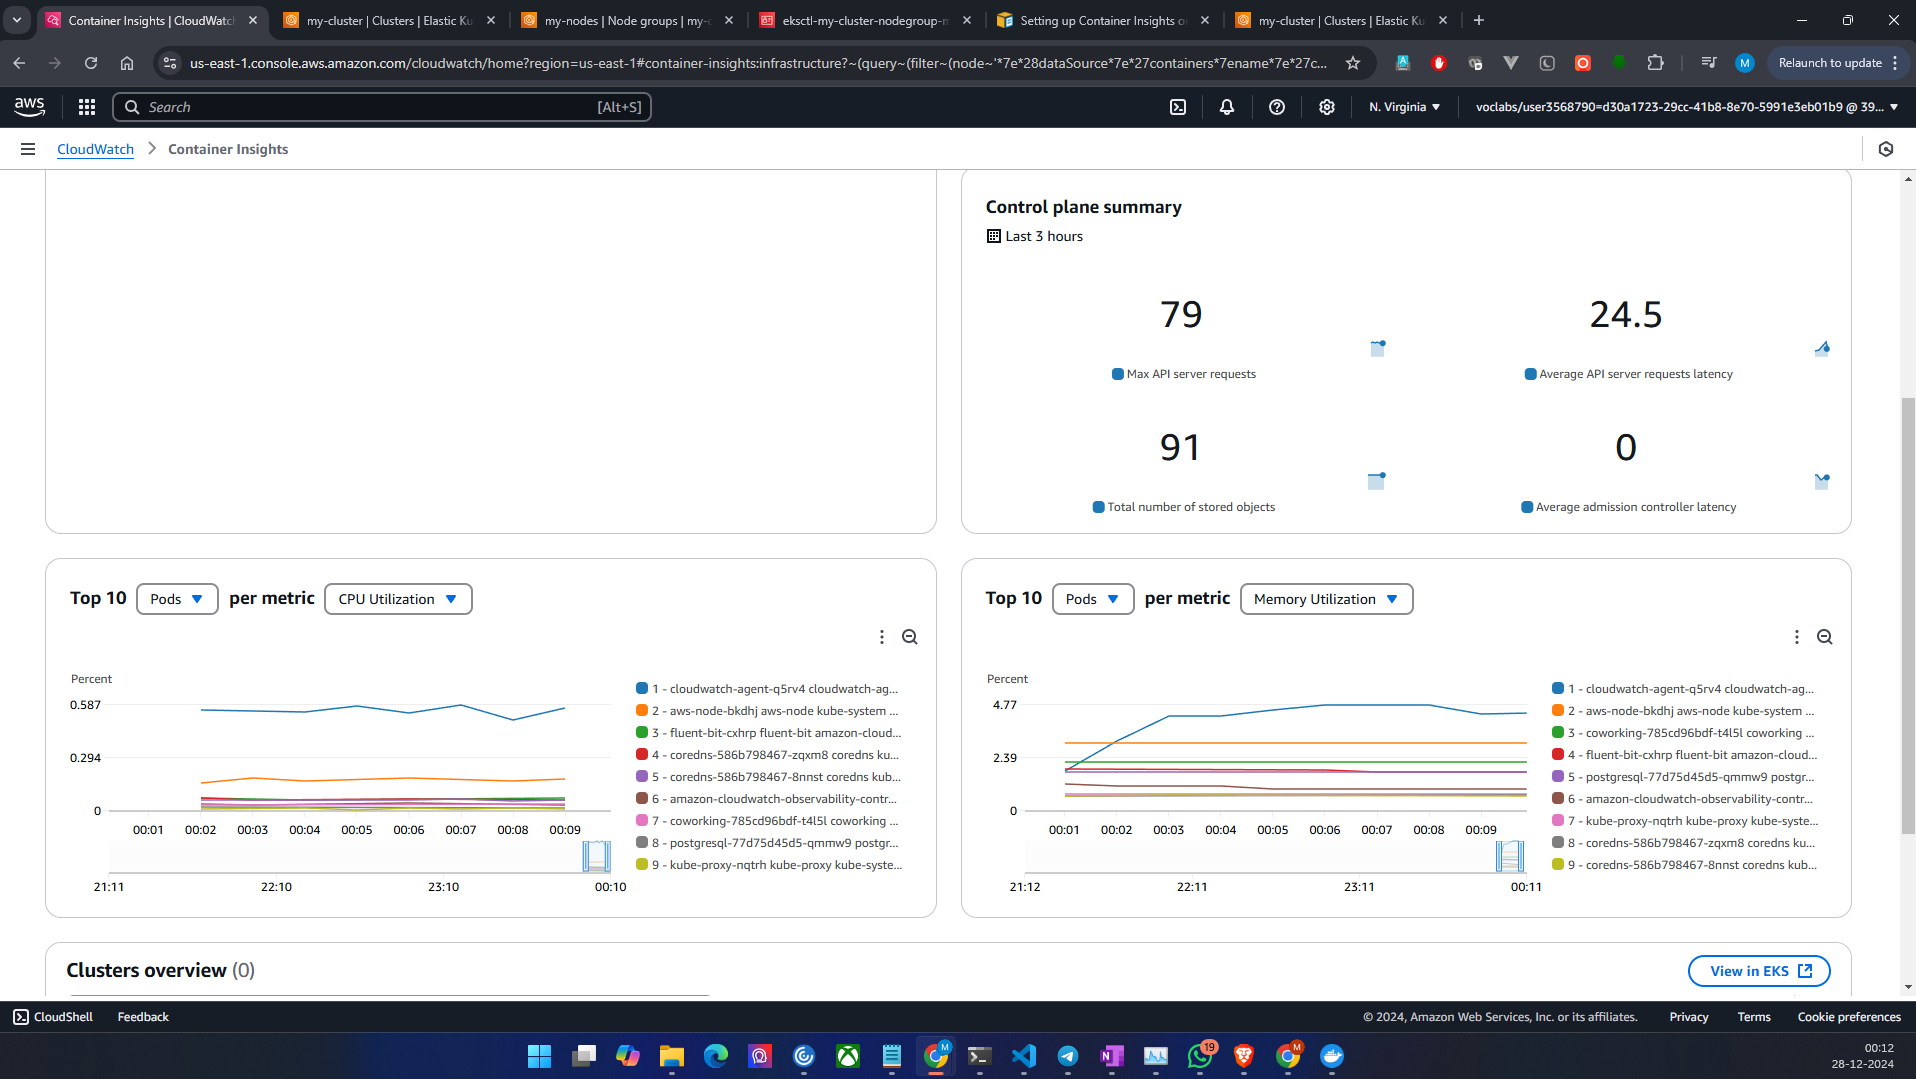 Container Insights | CloudWatch
my-cluster | Clusters | Elastic Ku
my-nodes | Node groups | my-c
eksctl-my-cluster-nodegroup-m
Setting up Container Insights o
my-cluster | Clusters | Elastic Ku
us-east-1.console.aws.amazon.com/cloudwatch/home?region=us-east-1#container-insights:infrastructure?~(query~(filter~(node~'*7e*28dataSource*7e*27containers*7ename*7e*27c...
M
Relaunch to update
aws
Search
[Alt+S]
N. Virginia
voclabs/user3568790=d30a1723-29cc-41b8-8e70-5991e3eb01b9 @ 39...
CloudWatch
Container Insights
Control plane summary
Last 3 hours
79
24.5
Max API server requests
Average API server requests latency
91
0
Total number of stored objects
Average admission controller latency
Top 10 Pods per metric CPU Utilization
Percent
0.587
0.294
0
00:01 00:02 00:03 00:04 00:05 00:06 00:07 00:08 00:09
21:11 22:10 23:10 00:10
1 - cloudwatch-agent-q5rv4 cloudwatch-ag...
2 - aws-node-bkdhj aws-node kube-system ...
3 - fluent-bit-cxhrp fluent-bit amazon-cloud...
4 - coredns-586b798467-zqxm8 coredns ku...
5 - coredns-586b798467-8nnst coredns kub...
6 - amazon-cloudwatch-observability-contr...
7 - coworking-785cd96bdf-t4l5l coworking ...
8 - postgresql-77d75d45d5-qmmw9 postgr...
9 - kube-proxy-nqtrh kube-proxy kube-syste...
Top 10 Pods per metric Memory Utilization
Percent
4.77
2.39
0
00:01 00:02 00:03 00:04 00:05 00:06 00:07 00:08 00:09
21:12 22:11 23:11 00:11
1 - cloudwatch-agent-q5rv4 cloudwatch-ag...
2 - aws-node-bkdhj aws-node kube-system ...
3 - coworking-785cd96bdf-t4l5l coworking ...
4 - fluent-bit-cxhrp fluent-bit amazon-cloud...
5 - postgresql-77d75d45d5-qmmw9 postgr...
6 - amazon-cloudwatch-observability-contr...
7 - kube-proxy-nqtrh kube-proxy kube-syste...
8 - coredns-586b798467-zqxm8 coredns ku...
9 - coredns-586b798467-8nnst coredns kub...
Clusters overview (0)
View in EKS
CloudShell
Feedback
© 2024, Amazon Web Services, Inc. or its affiliates.
Privacy
Terms
Cookie preferences
M
19
M
00:12
28-12-2024